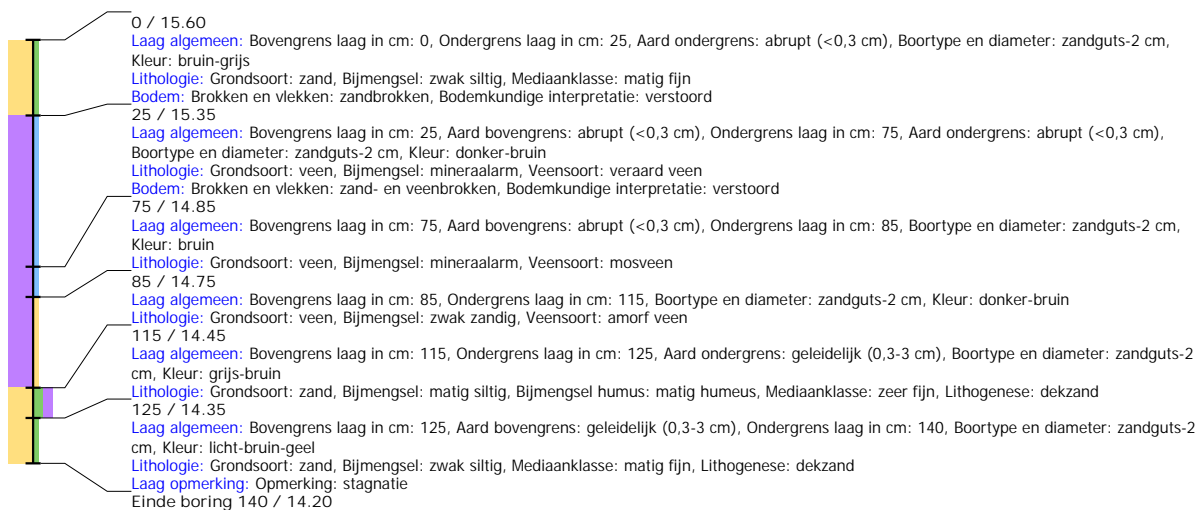 0 / 15.60
Laag algemeen: Bovengrens laag in cm: 0, Ondergrens laag in cm: 25, Aard ondergrens: abrupt (<0,3 cm), Boortype en diameter: zandguts-2 cm,
Kleur: bruin-grijs
Lithologie: Grondsoort: zand, Bijmengsel: zwak siltig, Mediaanklasse: matig fijn
Bodem: Brokken en vlekken: zandbrokken, Bodemkundige interpretatie: verstoord
25 / 15.35
Laag algemeen: Bovengrens laag in cm: 25, Aard bovengrens: abrupt (<0,3 cm), Ondergrens laag in cm: 75, Aard ondergrens: abrupt (<0,3 cm),
Boortype en diameter: zandguts-2 cm, Kleur: donker-bruin
Lithologie: Grondsoort: veen, Bijmengsel: mineraalarm, Veensoort: veraard veen
Bodem: Brokken en vlekken: zand- en veenbrokken, Bodemkundige interpretatie: verstoord
75 / 14.85
Laag algemeen: Bovengrens laag in cm: 75, Aard bovengrens: abrupt (<0,3 cm), Ondergrens laag in cm: 85, Boortype en diameter: zandguts-2 cm,
Kleur: bruin
Lithologie: Grondsoort: veen, Bijmengsel: mineraalarm, Veensoort: mosveen
85 / 14.75
Laag algemeen: Bovengrens laag in cm: 85, Ondergrens laag in cm: 115, Boortype en diameter: zandguts-2 cm, Kleur: donker-bruin
Lithologie: Grondsoort: veen, Bijmengsel: zwak zandig, Veensoort: amorf veen
115 / 14.45
Laag algemeen: Bovengrens laag in cm: 115, Ondergrens laag in cm: 125, Aard ondergrens: geleidelijk (0,3-3 cm), Boortype en diameter: zandguts-2
cm, Kleur: grijs-bruin
Lithologie: Grondsoort: zand, Bijmengsel: matig siltig, Bijmengsel humus: matig humeus, Mediaanklasse: zeer fijn, Lithogenese: dekzand
125 / 14.35
Laag algemeen: Bovengrens laag in cm: 125, Aard bovengrens: geleidelijk (0,3-3 cm), Ondergrens laag in cm: 140, Boortype en diameter: zandguts-2
cm, Kleur: licht-bruin-geel
Lithologie: Grondsoort: zand, Bijmengsel: zwak siltig, Mediaanklasse: matig fijn, Lithogenese: dekzand
Laag opmerking: Opmerking: stagnatie
Einde boring 140 / 14.20